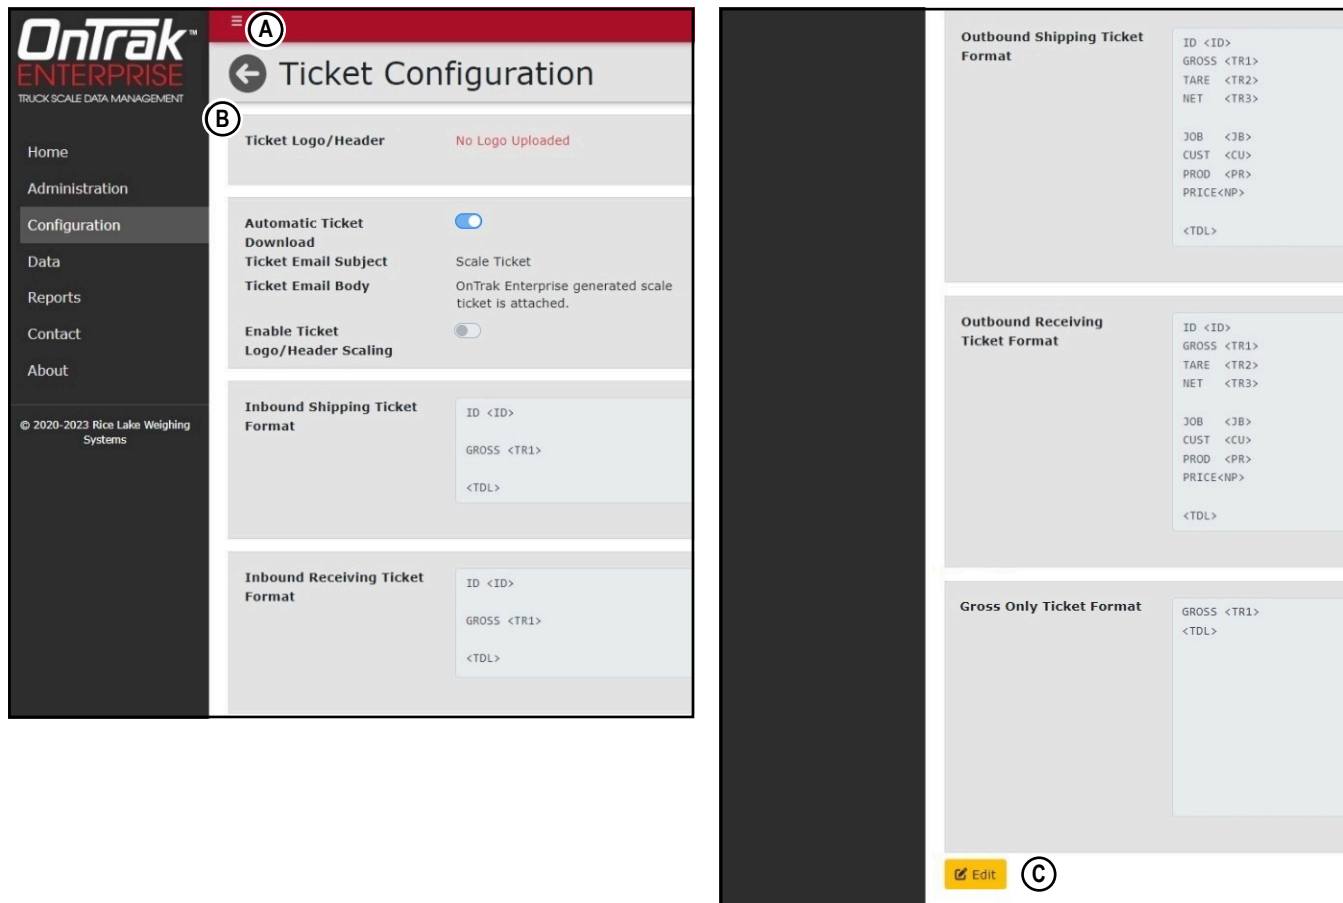 OnTrak™
ENTERPRISE
TRUCK SCALE DATA MANAGEMENT
Home
Administration
Configuration
Data
Reports
Contact
About
© 2020-2023 Rice Lake Weighing
Systems
A
Ticket Configuration
B
Ticket Logo/Header No Logo Uploaded
Automatic Ticket
Download
Ticket Email Subject Scale Ticket
Ticket Email Body OnTrak Enterprise generated scale
ticket is attached.
Enable Ticket
Logo/Header Scaling
Inbound Shipping Ticket
Format
ID <ID>
GROSS <TR1>
<TDL>
Inbound Receiving Ticket
Format
ID <ID>
GROSS <TR1>
<TDL>
Outbound Shipping Ticket
Format
ID <ID>
GROSS <TR1>
TARE <TR2>
NET <TR3>
JOB <JB>
CUST <CU>
PROD <PR>
PRICE<NP>
<TDL>
Outbound Receiving
Ticket Format
ID <ID>
GROSS <TR1>
TARE <TR2>
NET <TR3>
JOB <JB>
CUST <CU>
PROD <PR>
PRICE<NP>
<TDL>
Gross Only Ticket Format
GROSS <TR1>
<TDL>
Edit
C